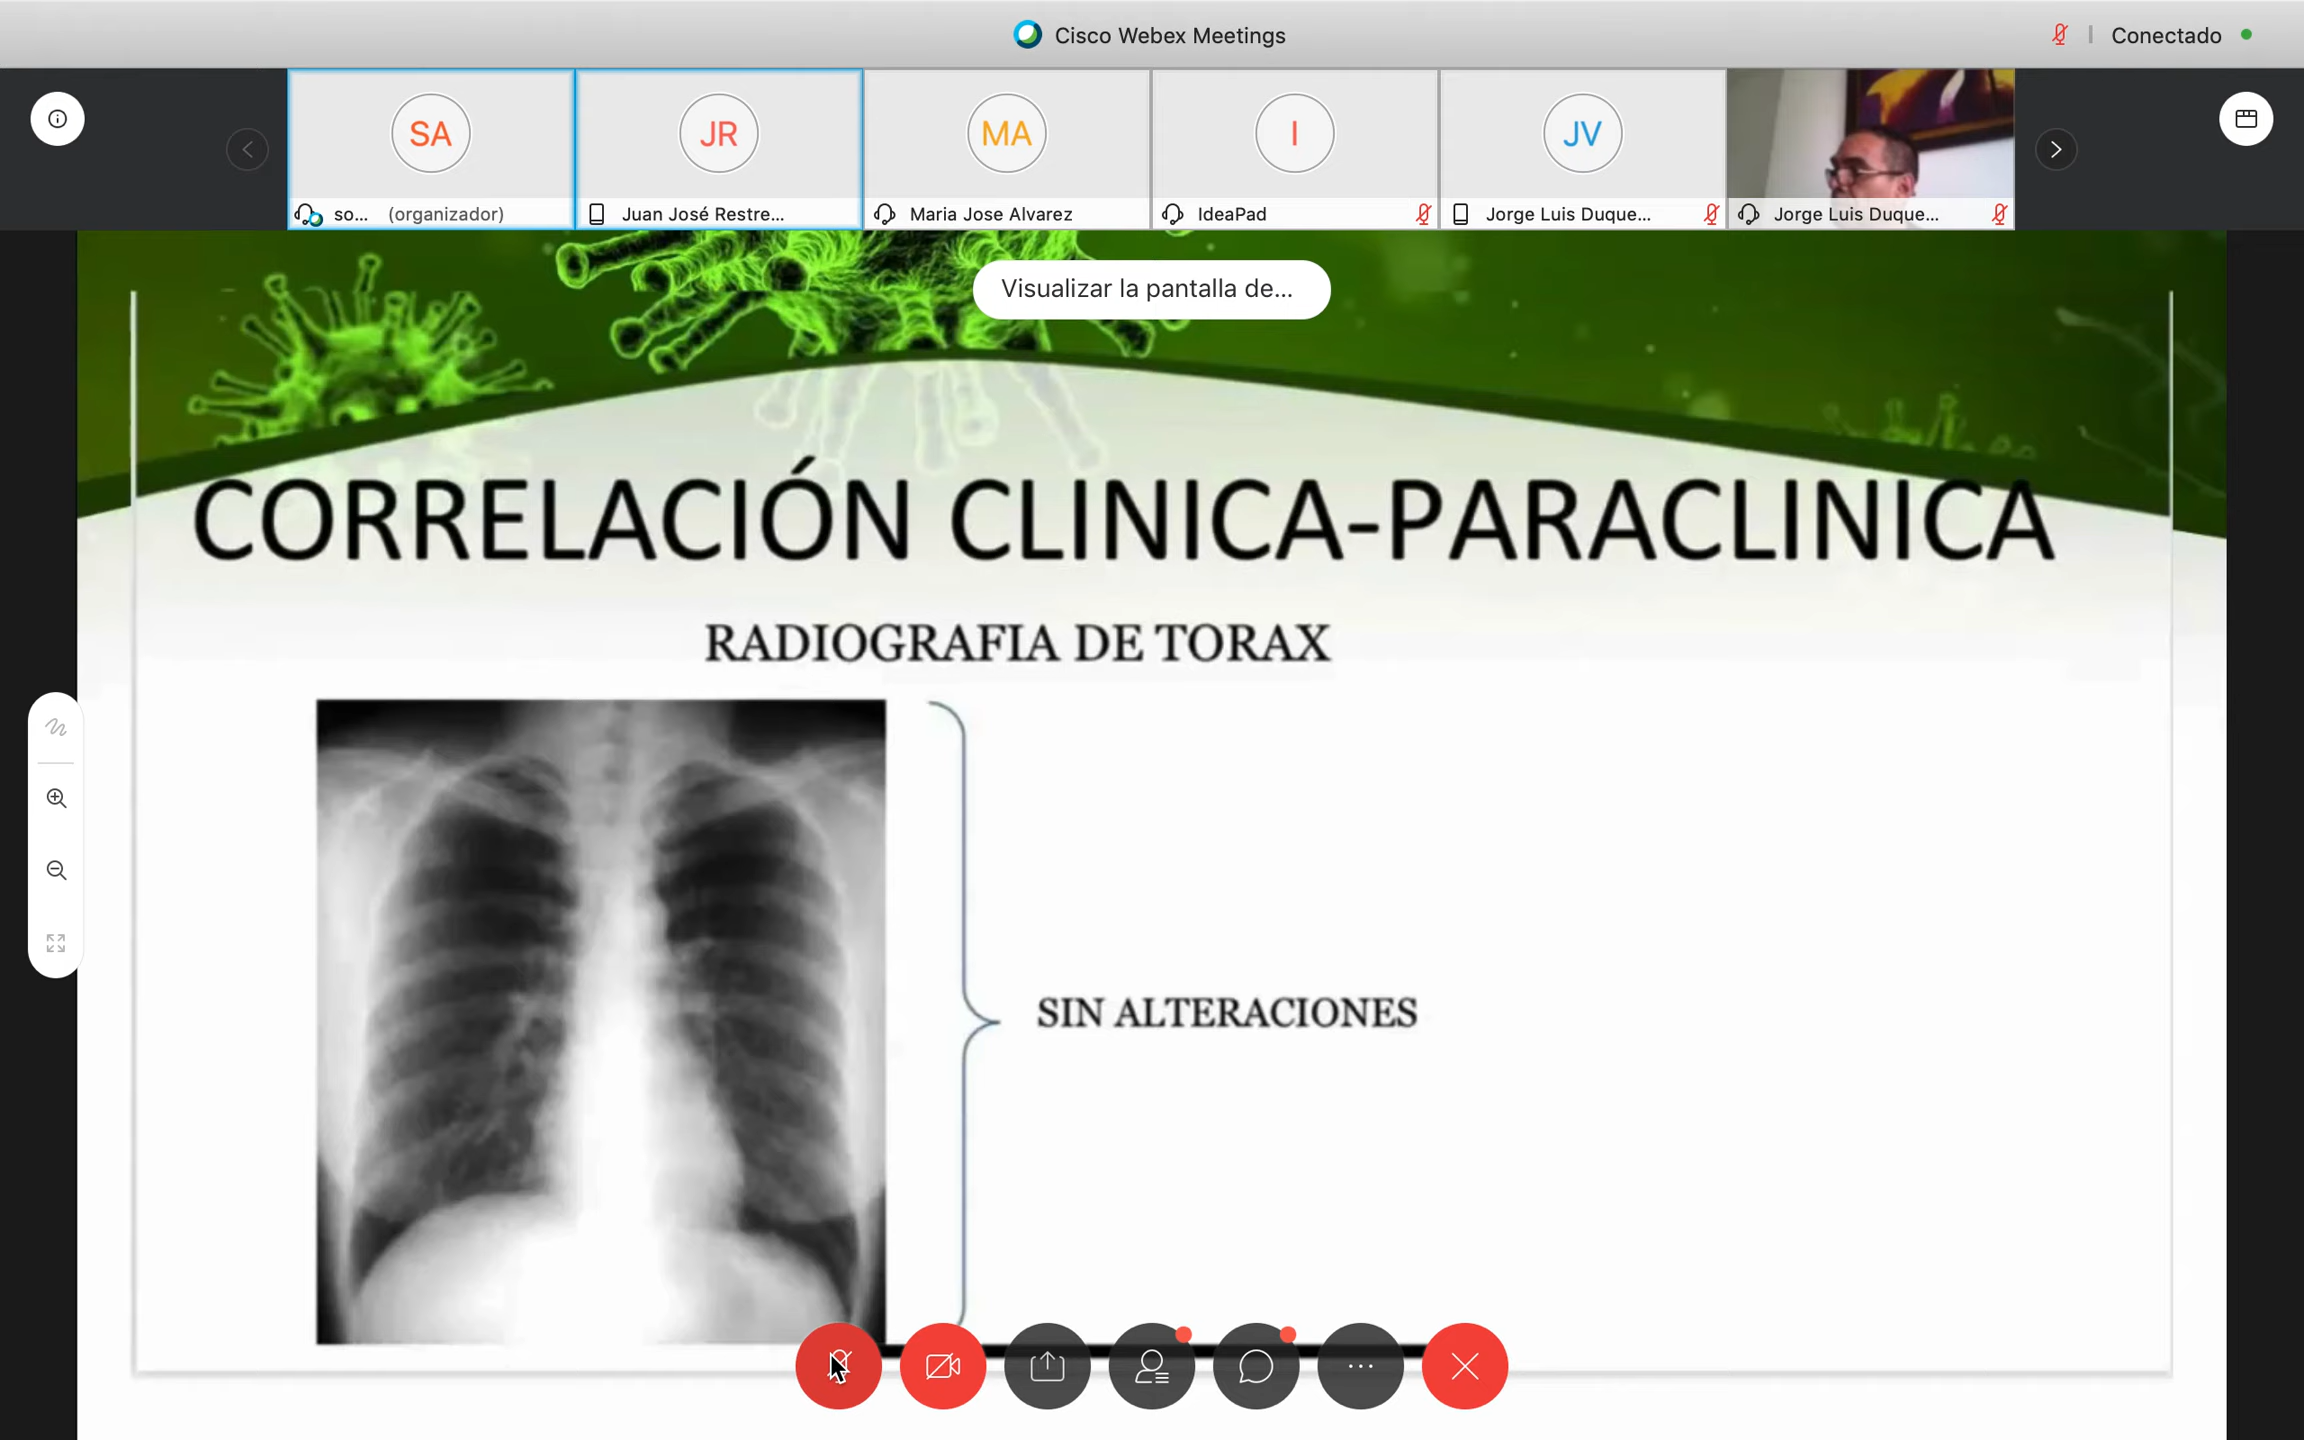 Cisco Webex Meetings
Conectado
SA
JR
MA
I
JV
so... (organizador)
Juan José Restre...
Maria Jose Alvarez
IdeaPad
Jorge Luis Duque...
Jorge Luis Duque...
Visualizar la pantalla de...
CORRELACIÓN CLINICA-PARACLINICA
RADIOGRAFIA DE TORAX
SIN ALTERACIONES